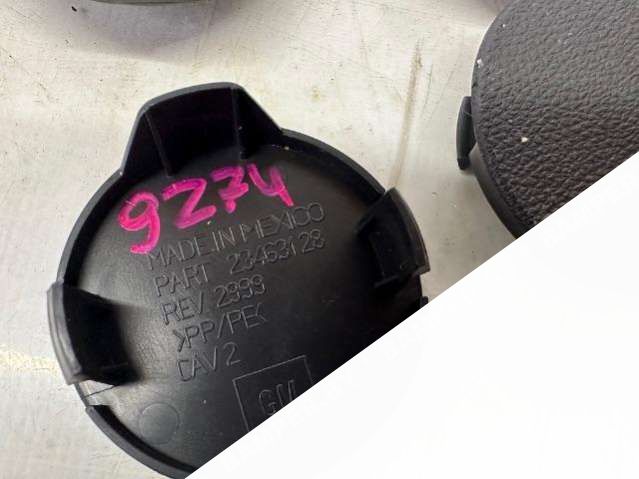 9274
MADE IN MEXICO
PART 23463128
REV 2999
>PP/PE<
CAV 2
GM